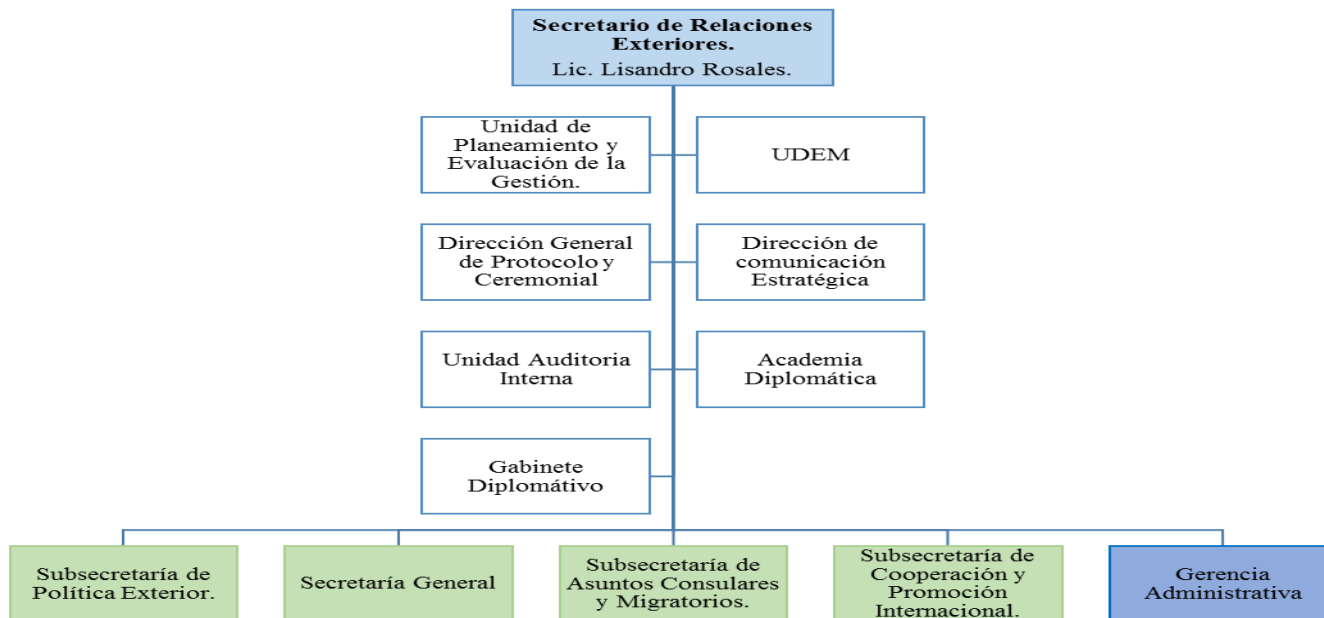 Secretario de Relaciones
Exteriores.
Lic. Lisandro Rosales.
Unidad de
Planeamiento y
Evaluación de la
Gestión.
UDEM
Dirección General
de Protocolo y
Ceremonial
Dirección de
comunicación
Estratégica
Unidad Auditoria
Interna
Academia
Diplomática
Gabinete
Diplomátivo
Subsecretaría de
Política Exterior.
Secretaría General
Subsecretaría de
Asuntos Consulares
y Migratorios.
Subsecretaría de
Cooperación y
Promoción
Internacional.
Gerencia
Administrativa